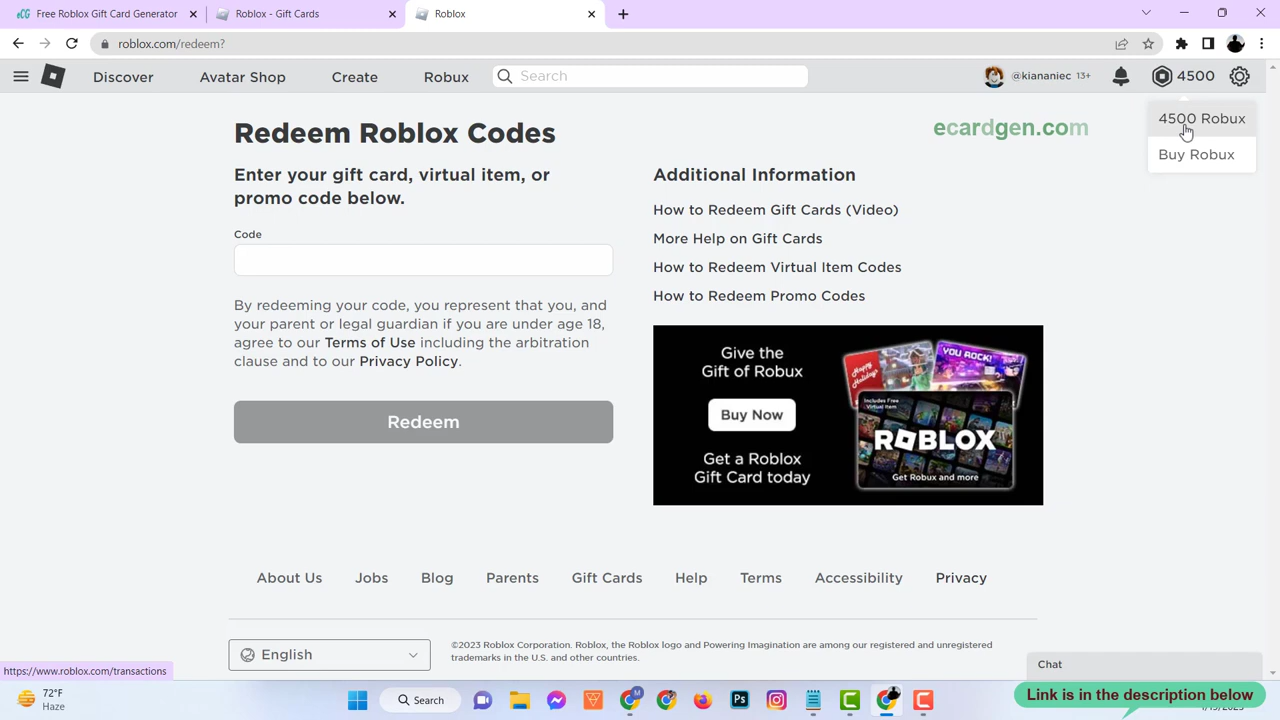 Free Robux Gift Card Generator
Roblox - Gift Cards
Roblox
roblox.com/redeem?
Discover
Avatar Shop
Create
Robux
Search
@kiananiec 13+
4500
Redeem Roblox Codes
ecardgen.com
4500 Robux
Buy Robux
Enter your gift card, virtual item, or
promo code below.
Code
By redeeming your code, you represent that you, and
your parent or legal guardian if you are under age 18,
agree to our Terms of Use including the arbitration
clause and to our Privacy Policy.
Redeem
Additional Information
How to Redeem Gift Cards (Video)
More Help on Gift Cards
How to Redeem Virtual Item Codes
How to Redeem Promo Codes
Give the
Gift of Robux
Buy Now
Get a Roblox
Gift Card today
Happy
Holidays!
YOU ROCK!
Includes Free
Virtual Item
ROBLOX
Get Robux and more
About Us
Jobs
Blog
Parents
Gift Cards
Help
Terms
Accessibility
Privacy
English
©2023 Roblox Corporation. Roblox, the Roblox logo and Powering Imagination are among our registered and unregistered
trademarks in the U.S. and other countries.
Chat
https://www.roblox.com/transactions
72°F
Haze
Search
M
Ps
Link is in the description below